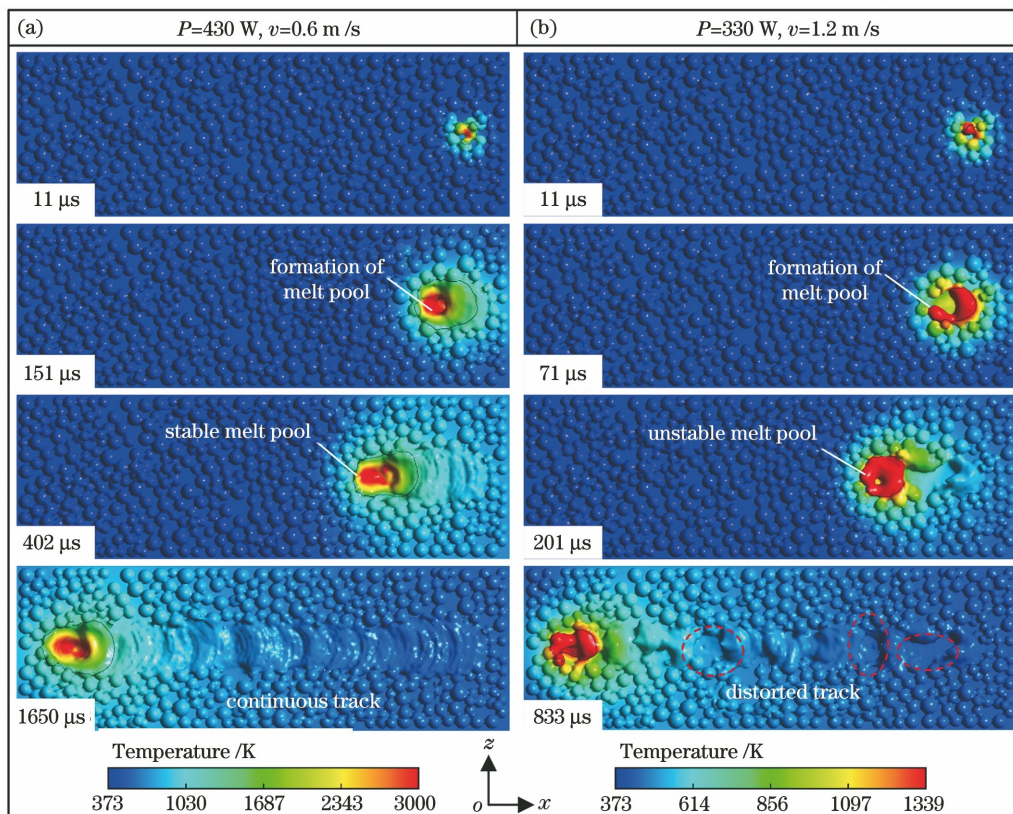 (a)
P=430 W, v=0.6 m /s
(b)
P=330 W, v=1.2 m /s
11 μs
11 μs
formation of
melt pool
151 μs
formation of
melt pool
71 μs
stable melt pool
402 μs
unstable melt pool
201 μs
continuous track
1650 μs
distorted track
833 μs
Temperature /K
373 1030 1687 2343 3000
z
o x
Temperature /K
373 614 856 1097 1339